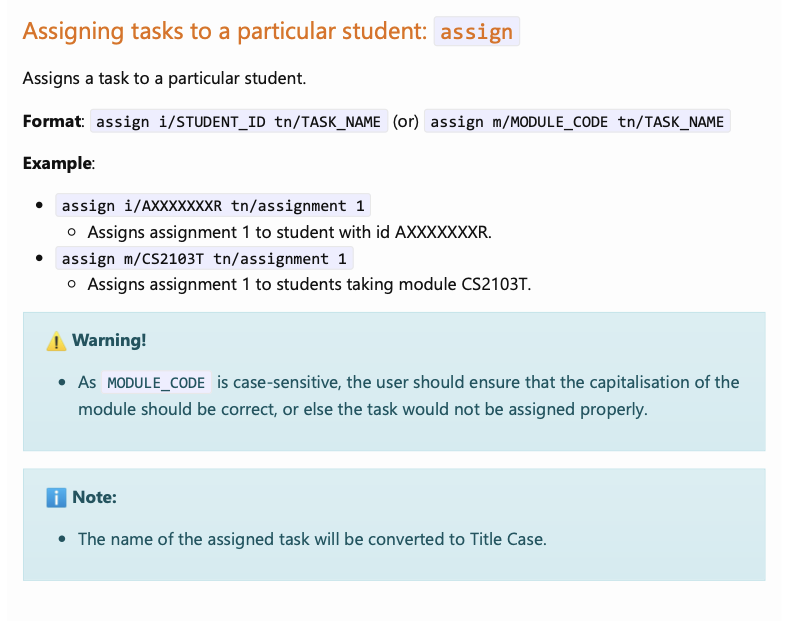 Assigning tasks to a particular student: assign
Assigns a task to a particular student.
Format: assign i/STUDENT_ID tn/TASK_NAME (or) assign m/MODULE_CODE tn/TASK_NAME
Example:
• assign i/AXXXXXXXR tn/assignment 1
◦ Assigns assignment 1 to student with id AXXXXXXXR.
• assign m/CS2103T tn/assignment 1
◦ Assigns assignment 1 to students taking module CS2103T.
⚠️ Warning!
• As MODULE_CODE is case-sensitive, the user should ensure that the capitalisation of the
module should be correct, or else the task would not be assigned properly.
ℹ️ Note:
• The name of the assigned task will be converted to Title Case.